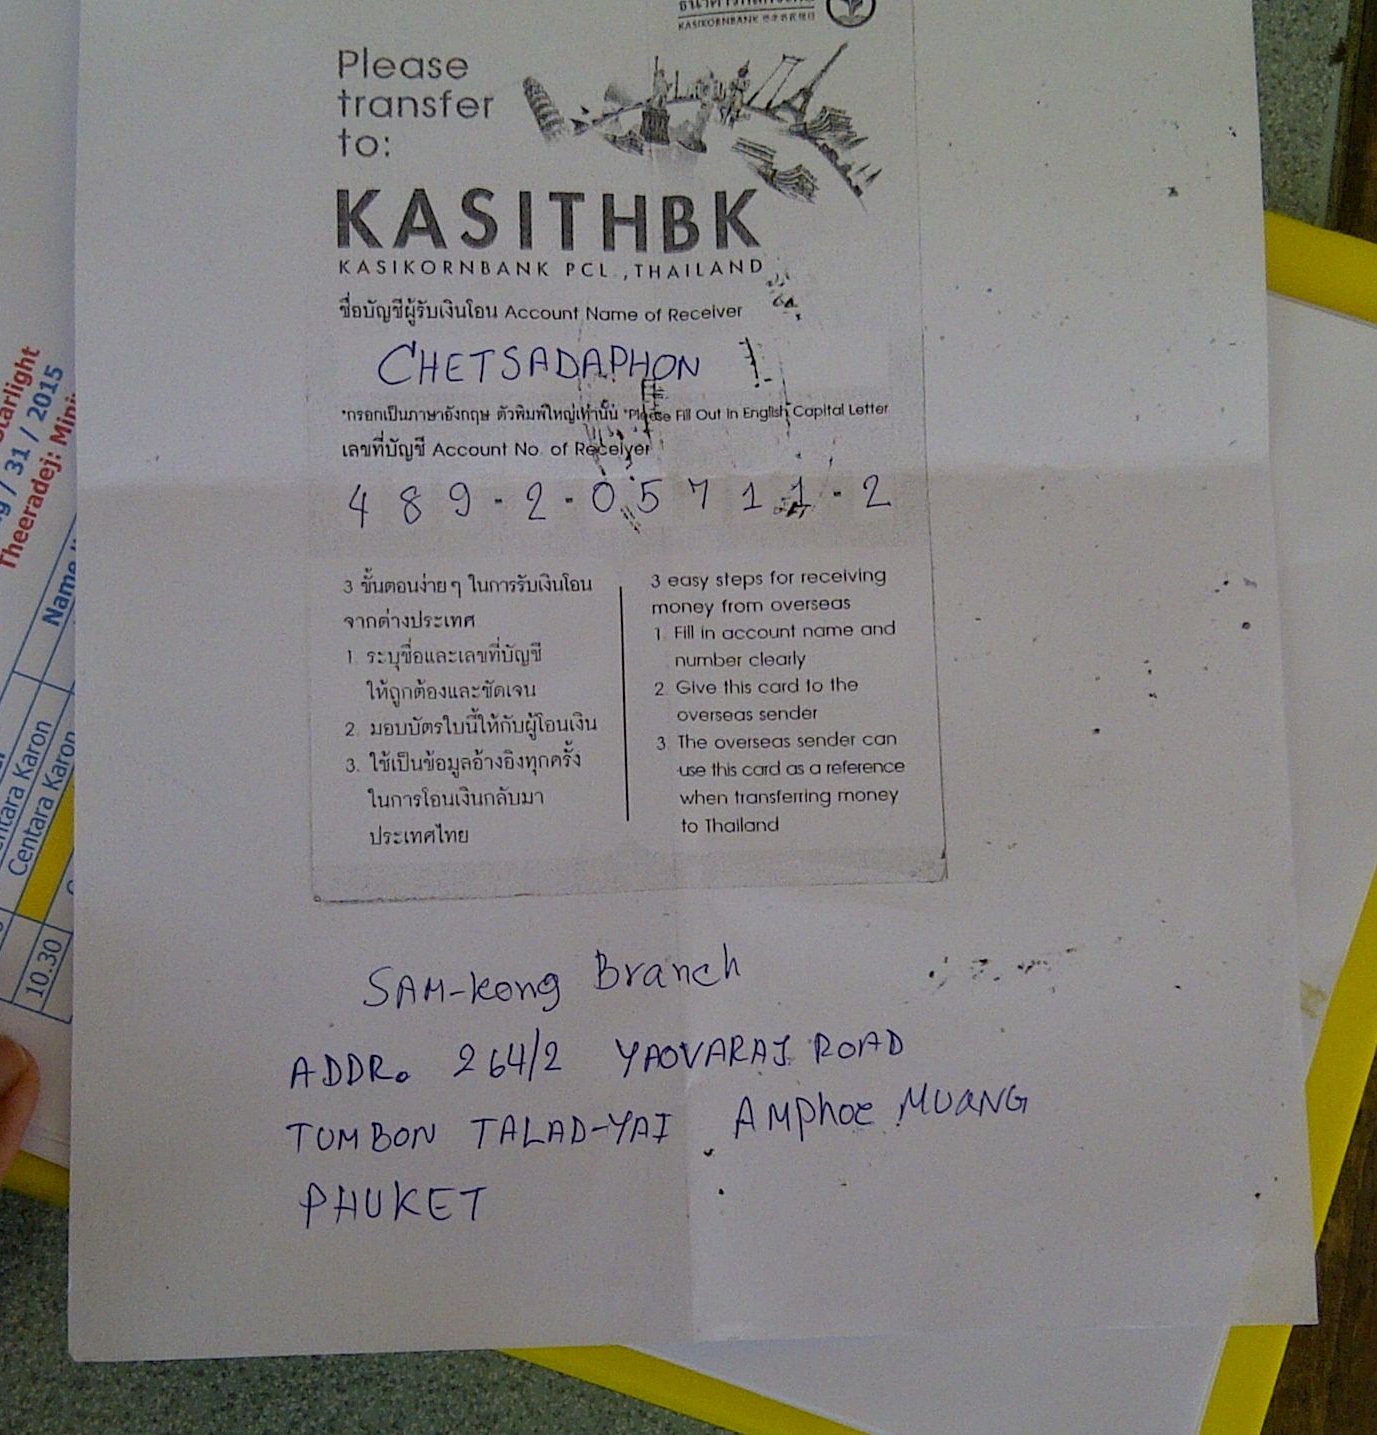 KASIKORNBANK
Please
transfer
to:
KASITHBK
KASIKORNBANK PCL.,THAILAND
ชื่อบัญชีผู้รับเงินโอน Account Name of Receiver
CHETSADAPHON
*กรอกเป็นภาษาอังกฤษ ตัวพิมพ์ใหญ่เท่านั้น *Please Fill Out in English Capital Letter
เลขที่บัญชี Account No. of Receiver
489-2-05711-2
3 ขั้นตอนง่ายๆ ในการรับเงินโอน
จากต่างประเทศ
1. ระบุชื่อและเลขที่บัญชี
ให้ถูกต้องและชัดเจน
2. มอบบัตรใบนี้ให้กับผู้โอนเงิน
3. ใช้เป็นข้อมูลอ้างอิงทุกครั้ง
ในการโอนเงินกลับมา
ประเทศไทย
3 easy steps for receiving
money from overseas
1. Fill in account name and
number clearly
2. Give this card to the
overseas sender
3. The overseas sender can
use this card as a reference
when transferring money
to Thailand
SAM-kong Branch
ADDR. 264/2 YAOVARAJ ROAD
TUMBON TALAD-YAI AMPhoe MUANG
PHUKET
Starlight
/ 31 / 2015
Theeradej:
Name
Centara Karon
Karon
10.30